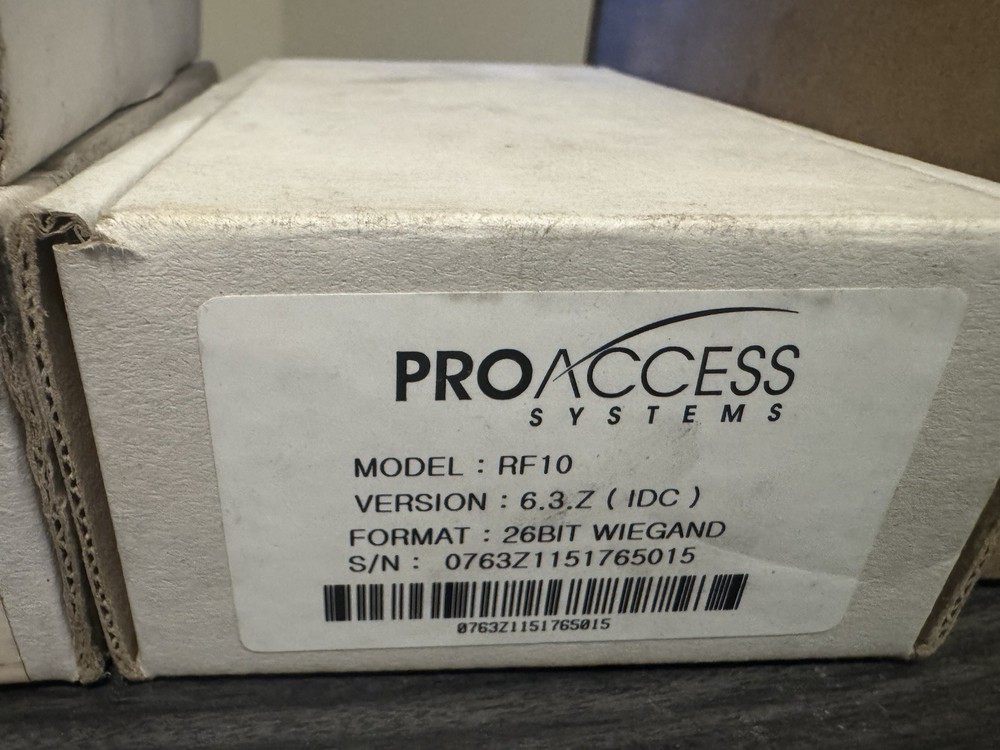 PROACCESS
SYSTEMS
MODEL : RF10
VERSION : 6.3.Z ( IDC )
FORMAT : 26BIT WIEGAND
S/N : 0763Z1151765015
0763Z1151765015